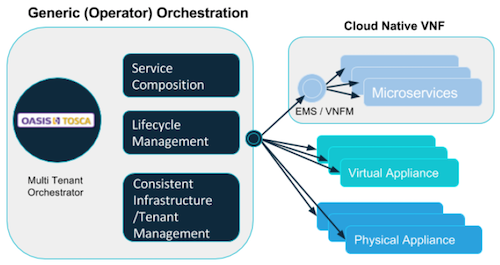 Generic (Operator) Orchestration
OASIS TOSCA
Multi Tenant
Orchestrator
Service
Composition
Lifecycle
Management
Consistent
Infrastructure
/Tenant
Management
Cloud Native VNF
EMS / VNFM
Microservices
Virtual Appliance
Physical Appliance